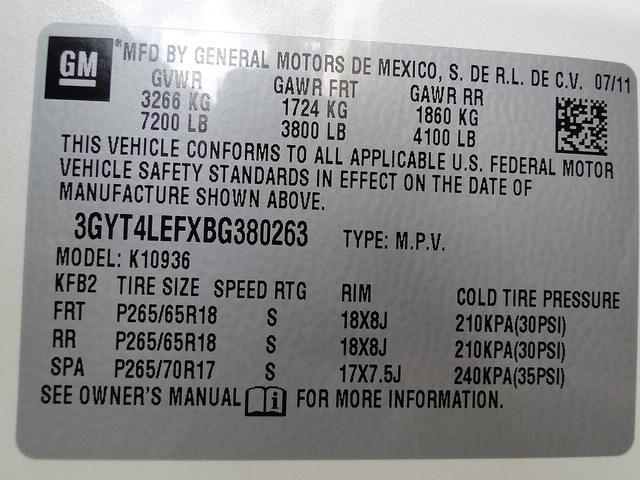 GM ® MFD BY GENERAL MOTORS DE MEXICO, S. DE R.L. DE C.V. 07/11
GVWR GAWR FRT GAWR RR
3266 KG 1724 KG 1860 KG
7200 LB 3800 LB 4100 LB
THIS VEHICLE CONFORMS TO ALL APPLICABLE U.S. FEDERAL MOTOR
VEHICLE SAFETY STANDARDS IN EFFECT ON THE DATE OF
MANUFACTURE SHOWN ABOVE.
3GYT4LEFXBG380263 TYPE: M.P.V.
MODEL: K10936
KFB2 TIRE SIZE SPEED RTG RIM COLD TIRE PRESSURE
FRT P265/65R18 S 18X8J 210KPA(30PSI)
RR P265/65R18 S 18X8J 210KPA(30PSI)
SPA P265/70R17 S 17X7.5J 240KPA(35PSI)
SEE OWNER'S MANUAL i FOR MORE INFORMATION.